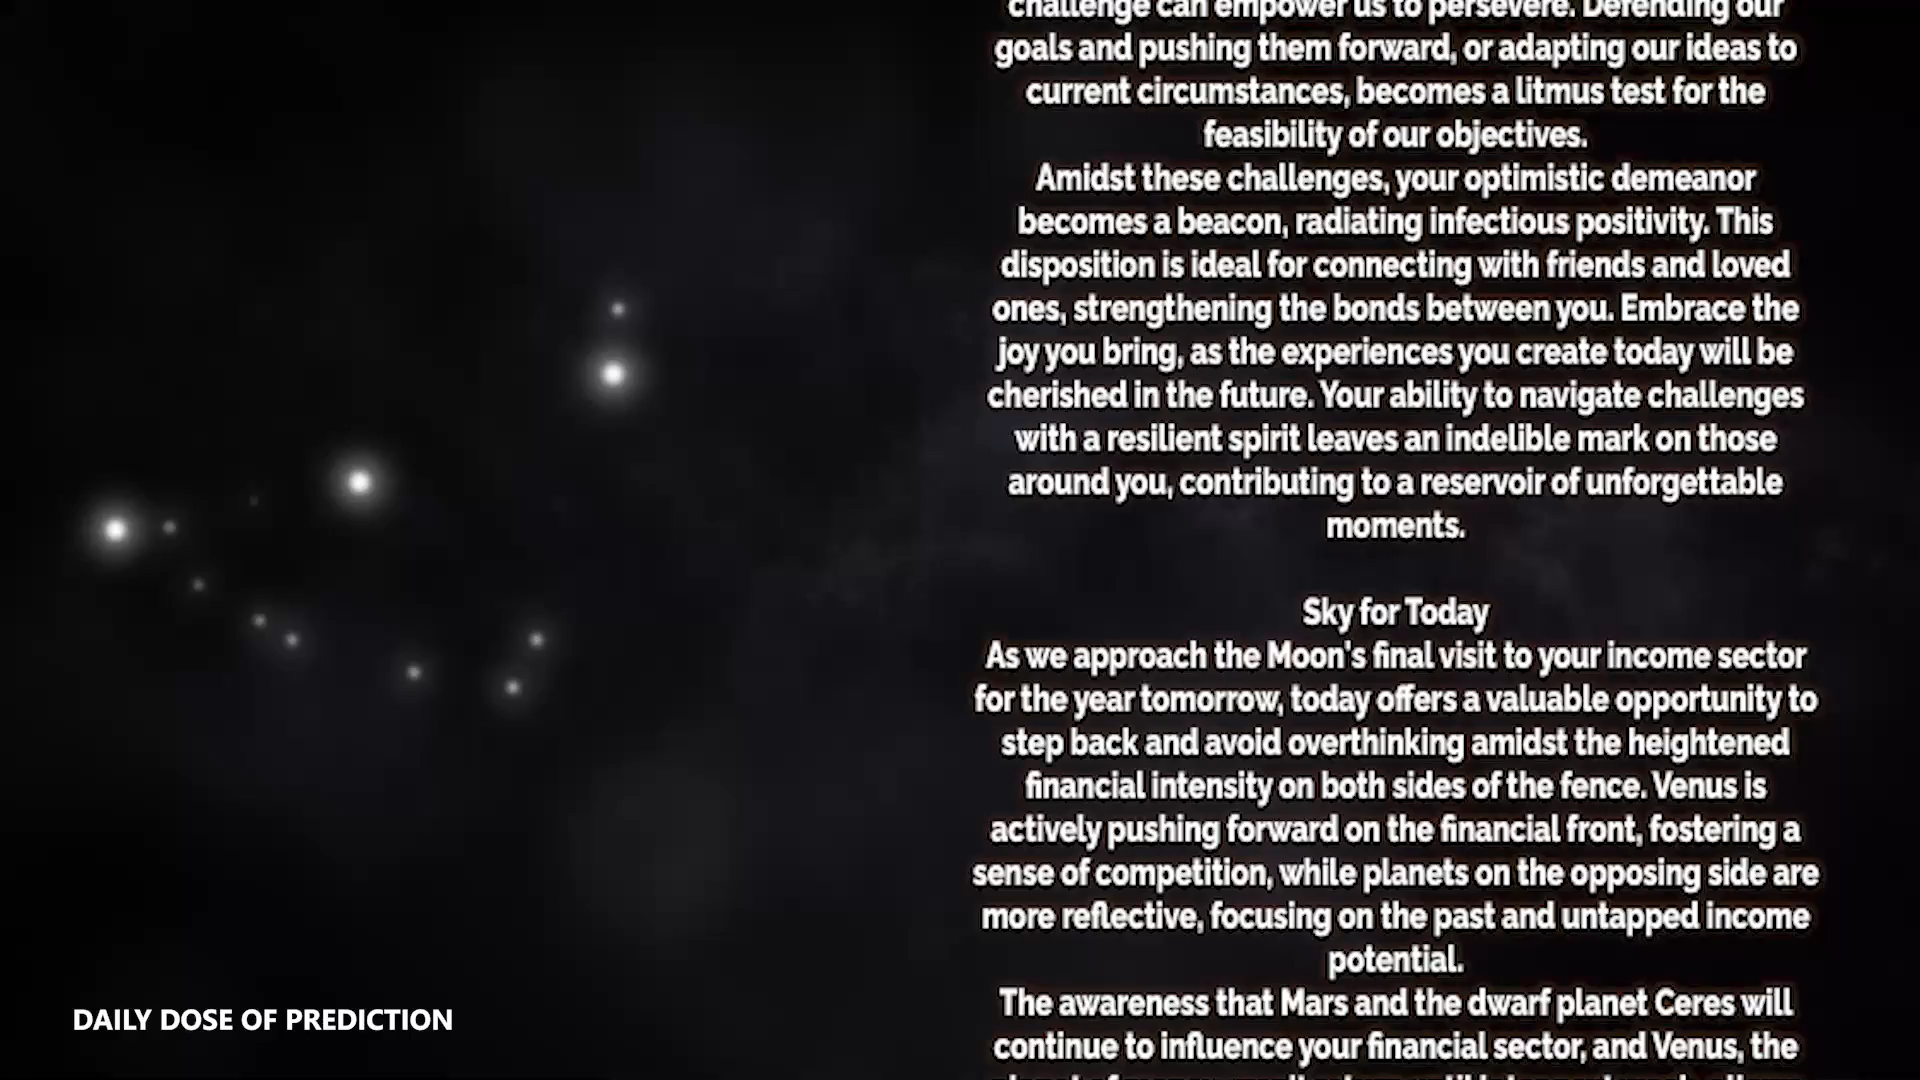 challenge can empower us to persevere. Defending our
goals and pushing them forward, or adapting our ideas to
current circumstances, becomes a litmus test for the
feasibility of our objectives.
Amidst these challenges, your optimistic demeanor
becomes a beacon, radiating infectious positivity. This
disposition is ideal for connecting with friends and loved
ones, strengthening the bonds between you. Embrace the
joy you bring, as the experiences you create today will be
cherished in the future. Your ability to navigate challenges
with a resilient spirit leaves an indelible mark on those
around you, contributing to a reservoir of unforgettable
moments.
Sky for Today
As we approach the Moon's final visit to your income sector
for the year tomorrow, today offers a valuable opportunity to
step back and avoid overthinking amidst the heightened
financial intensity on both sides of the fence. Venus is
actively pushing forward on the financial front, fostering a
sense of competition, while planets on the opposing side are
more reflective, focusing on the past and untapped income
potential.
The awareness that Mars and the dwarf planet Ceres will
continue to influence your financial sector, and Venus, the
DAILY DOSE OF PREDICTION